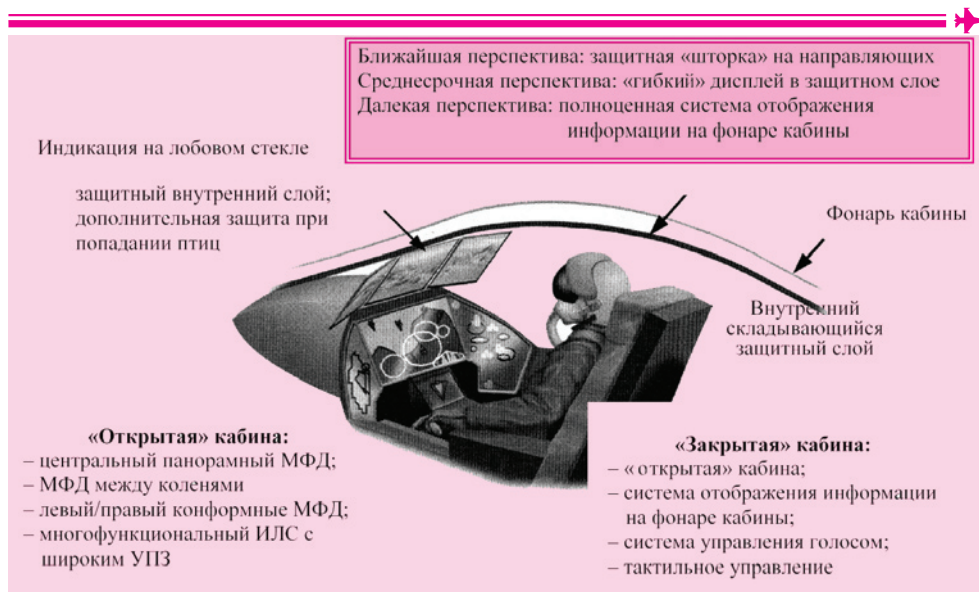 Ближайшая перспектива: защитная «шторка» на направляющих
Среднесрочная перспектива: «гибкий» дисплей в защитном слое
Далекая перспектива: полноценная система отображения
информации на фонаре кабины
Индикация на лобовом стекле
защитный внутренний слой;
дополнительная защита при
попадании птиц
Фонарь кабины
Внутренний
складывающийся
защитный слой
«Открытая» кабина:
– центральный панорамный МФД;
– МФД между коленями
– левый/правый конформные МФД;
– многофункциональный ИЛС с
широким УПЗ
«Закрытая» кабина:
– «открытая» кабина;
– система отображения информации
на фонаре кабины;
– система управления голосом;
– тактильное управление